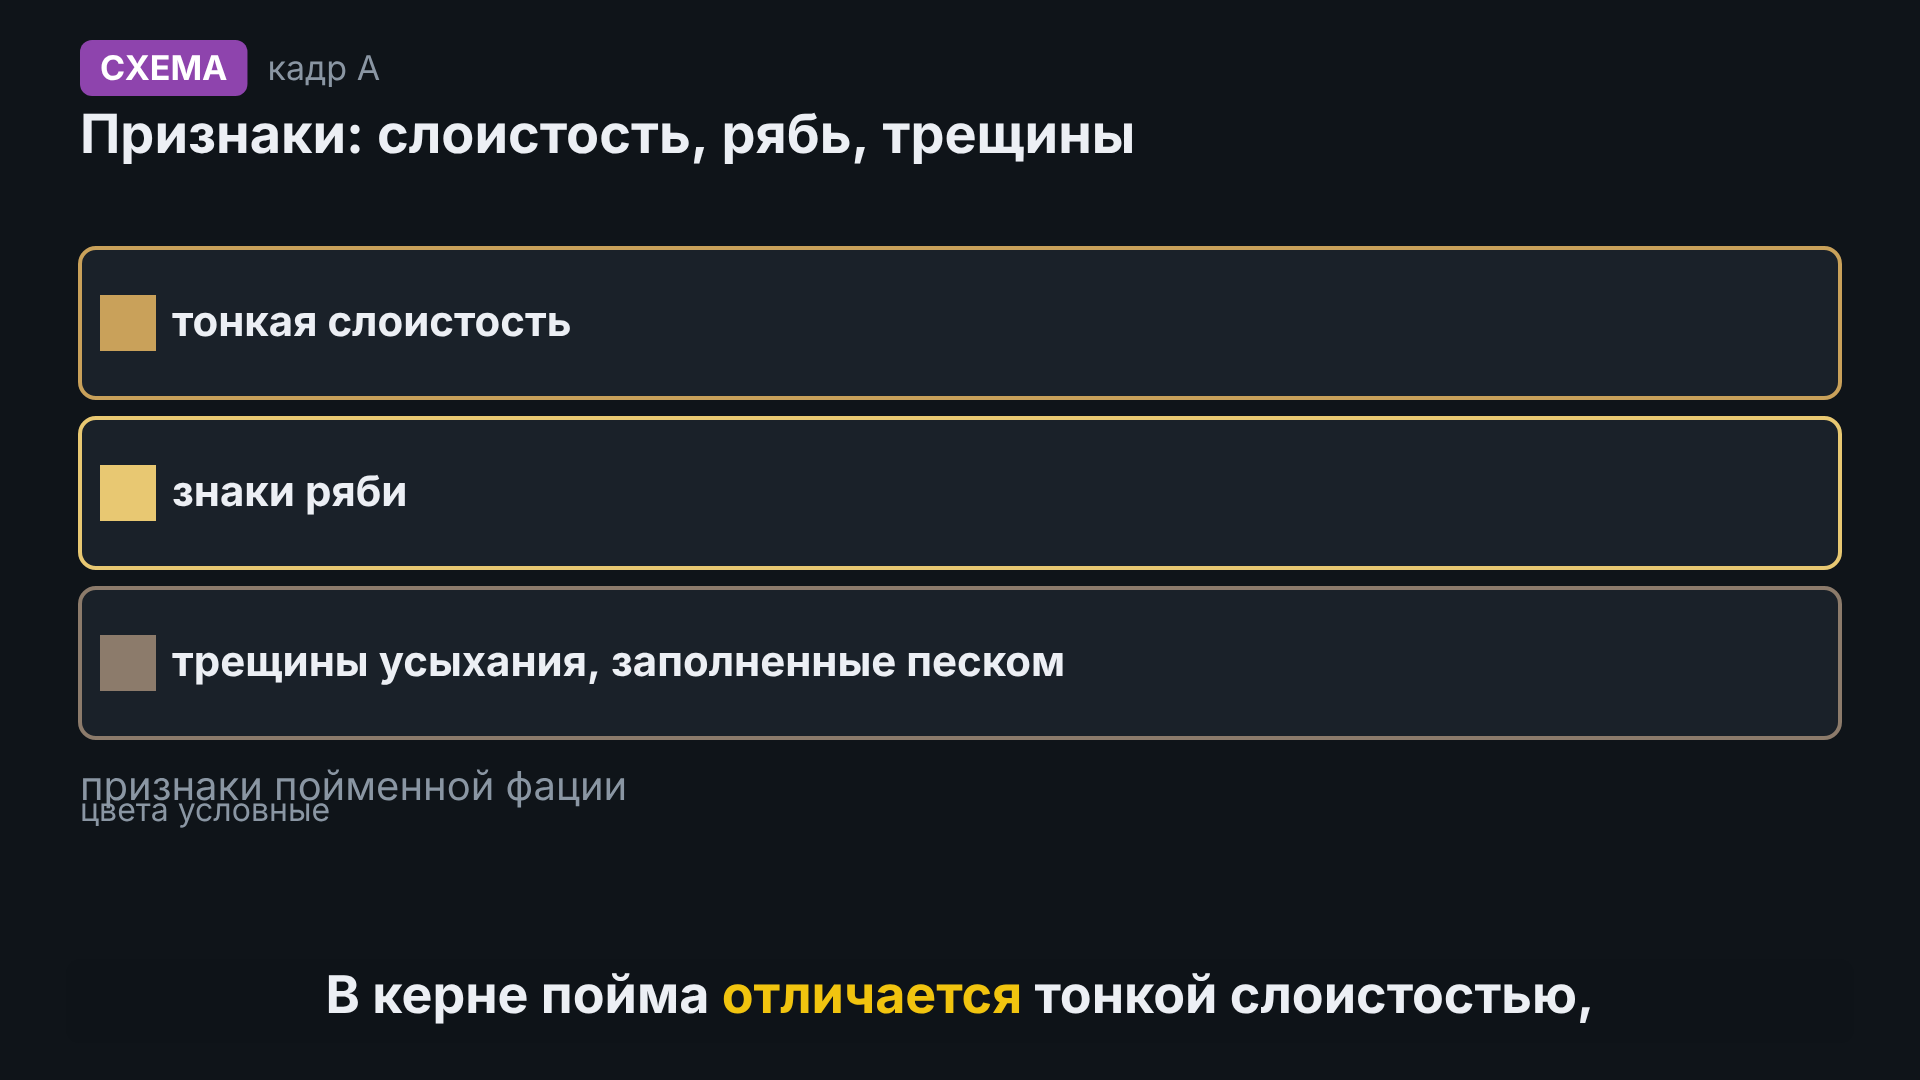 СХЕМА кадр А
Признаки: слоистость, рябь, трещины
тонкая слоистость
знаки ряби
трещины усыхания, заполненные песком
признаки пойменной фации
цвета условные
В керне пойма отличается тонкой слоистостью,